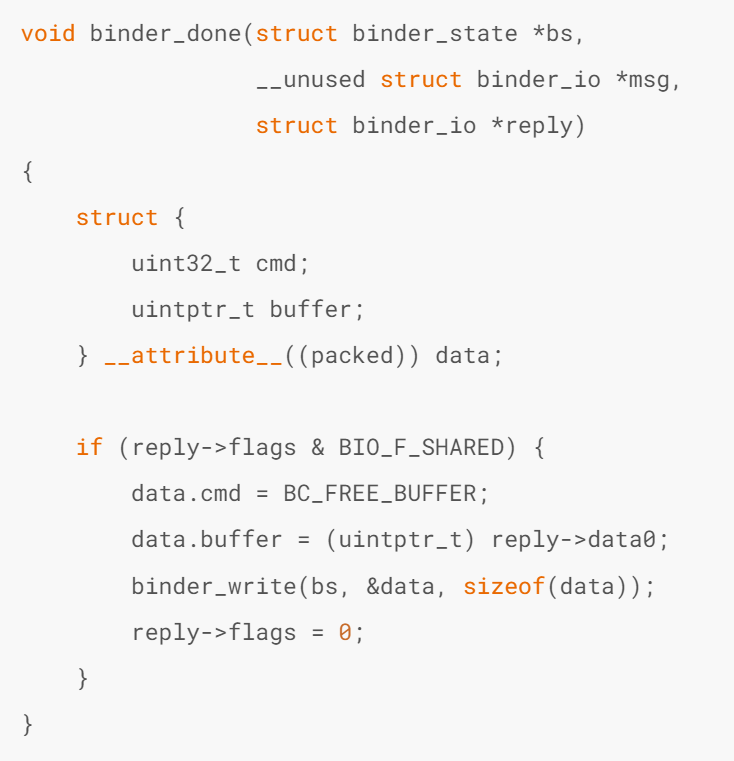 void binder_done(struct binder_state *bs,
                 __unused struct binder_io *msg,
                 struct binder_io *reply)
{
    struct {
        uint32_t cmd;
        uintptr_t buffer;
    } __attribute__((packed)) data;

    if (reply->flags & BIO_F_SHARED) {
        data.cmd = BC_FREE_BUFFER;
        data.buffer = (uintptr_t) reply->data0;
        binder_write(bs, &data, sizeof(data));
        reply->flags = 0;
    }
}